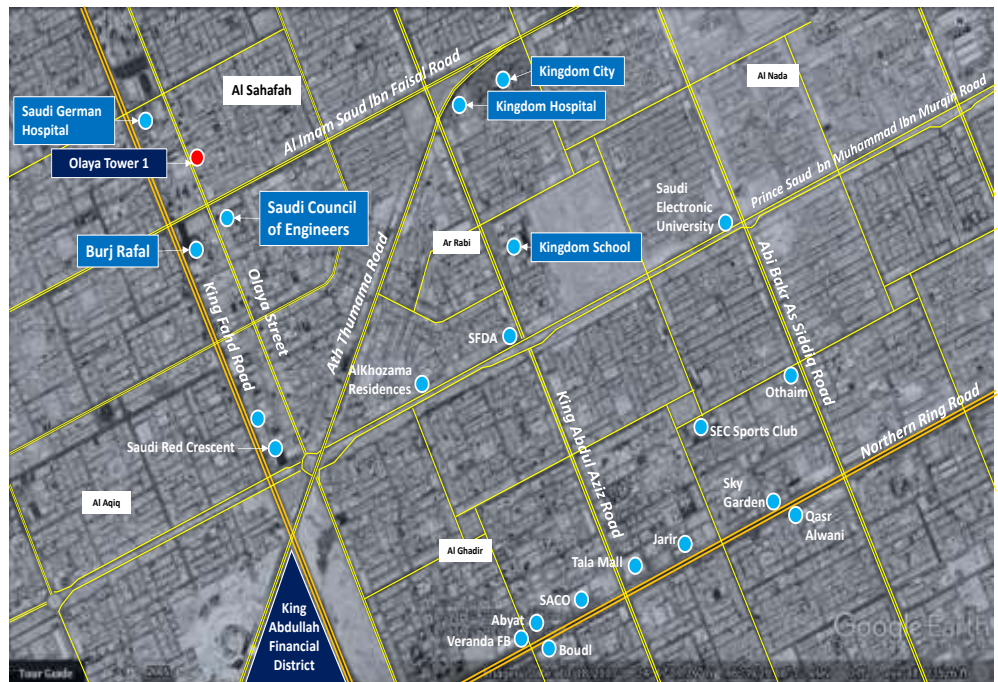 Kingdom City
Al Nada
Al Sahafah
Al Imam Saud Ibn Faisal Road
Kingdom Hospital
Saudi German
Hospital
Prince Saud bn Muhammad Ibn Murqin Road
Olaya Tower 1
Saudi Council
of Engineers
Saudi
Electronic
University
Ar Rabi
Kingdom School
Burj Rafal
Olaya Street
King Fahd Road
Ath Thumama Road
Abi Bakr As Siddiq Road
SFDA
AlKhozama
Residences
Othaim
King Abdul Aziz Road
SEC Sports Club
Northern Ring Road
Saudi Red Crescent
Sky
Garden
Al Aqiq
Qasr
Alwani
Al Ghadir
Jarir
Tala Mall
SACO
King
Abdullah
Financial
District
Abyat
Veranda FB
Boudl
Google
Tour Guide